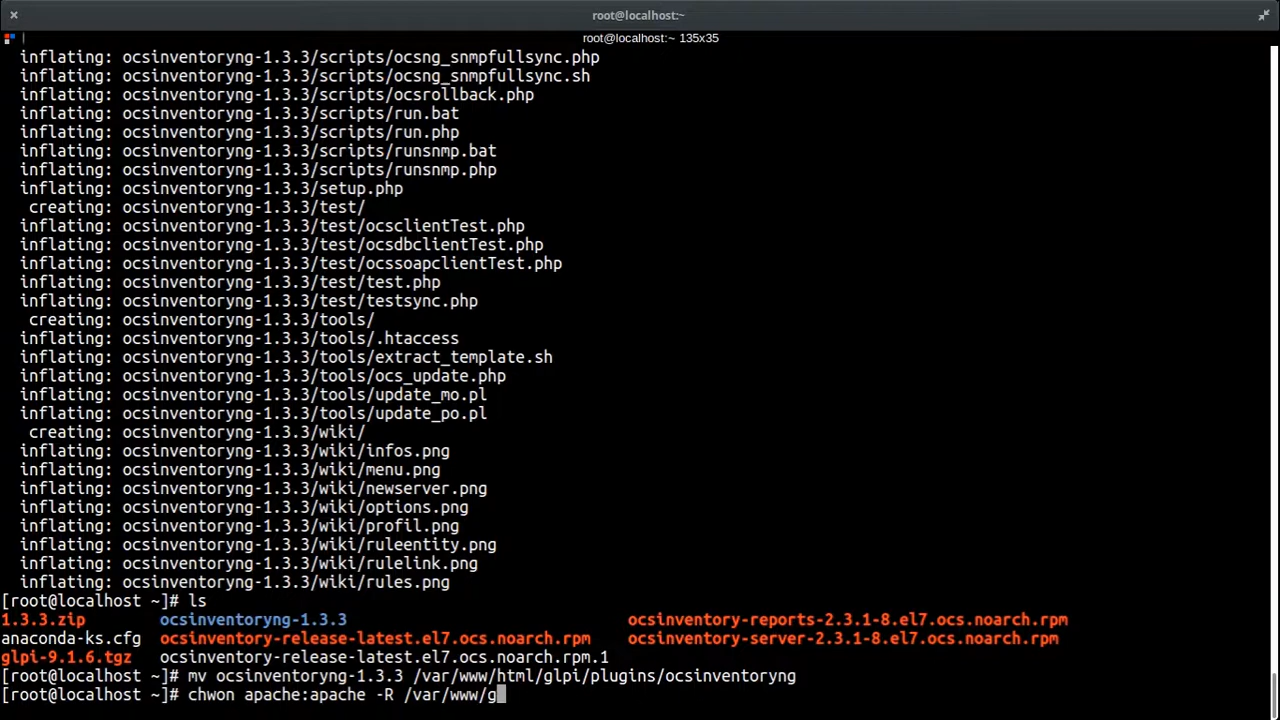 root@localhost:~
root@localhost:~ 135x35
inflating: ocsinventoryng-1.3.3/scripts/ocsng_snmpfullsync.php
inflating: ocsinventoryng-1.3.3/scripts/ocsng_snmpfullsync.sh
inflating: ocsinventoryng-1.3.3/scripts/ocsrollback.php
inflating: ocsinventoryng-1.3.3/scripts/run.bat
inflating: ocsinventoryng-1.3.3/scripts/run.php
inflating: ocsinventoryng-1.3.3/scripts/runsnmp.bat
inflating: ocsinventoryng-1.3.3/scripts/runsnmp.php
inflating: ocsinventoryng-1.3.3/setup.php
creating: ocsinventoryng-1.3.3/test/
inflating: ocsinventoryng-1.3.3/test/ocsclientTest.php
inflating: ocsinventoryng-1.3.3/test/ocsdbclientTest.php
inflating: ocsinventoryng-1.3.3/test/ocssoapclientTest.php
inflating: ocsinventoryng-1.3.3/test/test.php
inflating: ocsinventoryng-1.3.3/test/testsync.php
creating: ocsinventoryng-1.3.3/tools/
inflating: ocsinventoryng-1.3.3/tools/.htaccess
inflating: ocsinventoryng-1.3.3/tools/extract_template.sh
inflating: ocsinventoryng-1.3.3/tools/ocs_update.php
inflating: ocsinventoryng-1.3.3/tools/update_mo.pl
inflating: ocsinventoryng-1.3.3/tools/update_po.pl
creating: ocsinventoryng-1.3.3/wiki/
inflating: ocsinventoryng-1.3.3/wiki/infos.png
inflating: ocsinventoryng-1.3.3/wiki/menu.png
inflating: ocsinventoryng-1.3.3/wiki/newserver.png
inflating: ocsinventoryng-1.3.3/wiki/options.png
inflating: ocsinventoryng-1.3.3/wiki/profil.png
inflating: ocsinventoryng-1.3.3/wiki/ruleentity.png
inflating: ocsinventoryng-1.3.3/wiki/rulelink.png
inflating: ocsinventoryng-1.3.3/wiki/rules.png
[root@localhost ~]# ls
1.3.3.zip ocsinventoryng-1.3.3 ocsinventory-reports-2.3.1-8.el7.ocs.noarch.rpm
anaconda-ks.cfg ocsinventory-release-latest.el7.ocs.noarch.rpm ocsinventory-server-2.3.1-8.el7.ocs.noarch.rpm
glpi-9.1.6.tgz ocsinventory-release-latest.el7.ocs.noarch.rpm.1
[root@localhost ~]# mv ocsinventoryng-1.3.3 /var/www/html/glpi/plugins/ocsinventoryng
[root@localhost ~]# chwon apache:apache -R /var/www/g